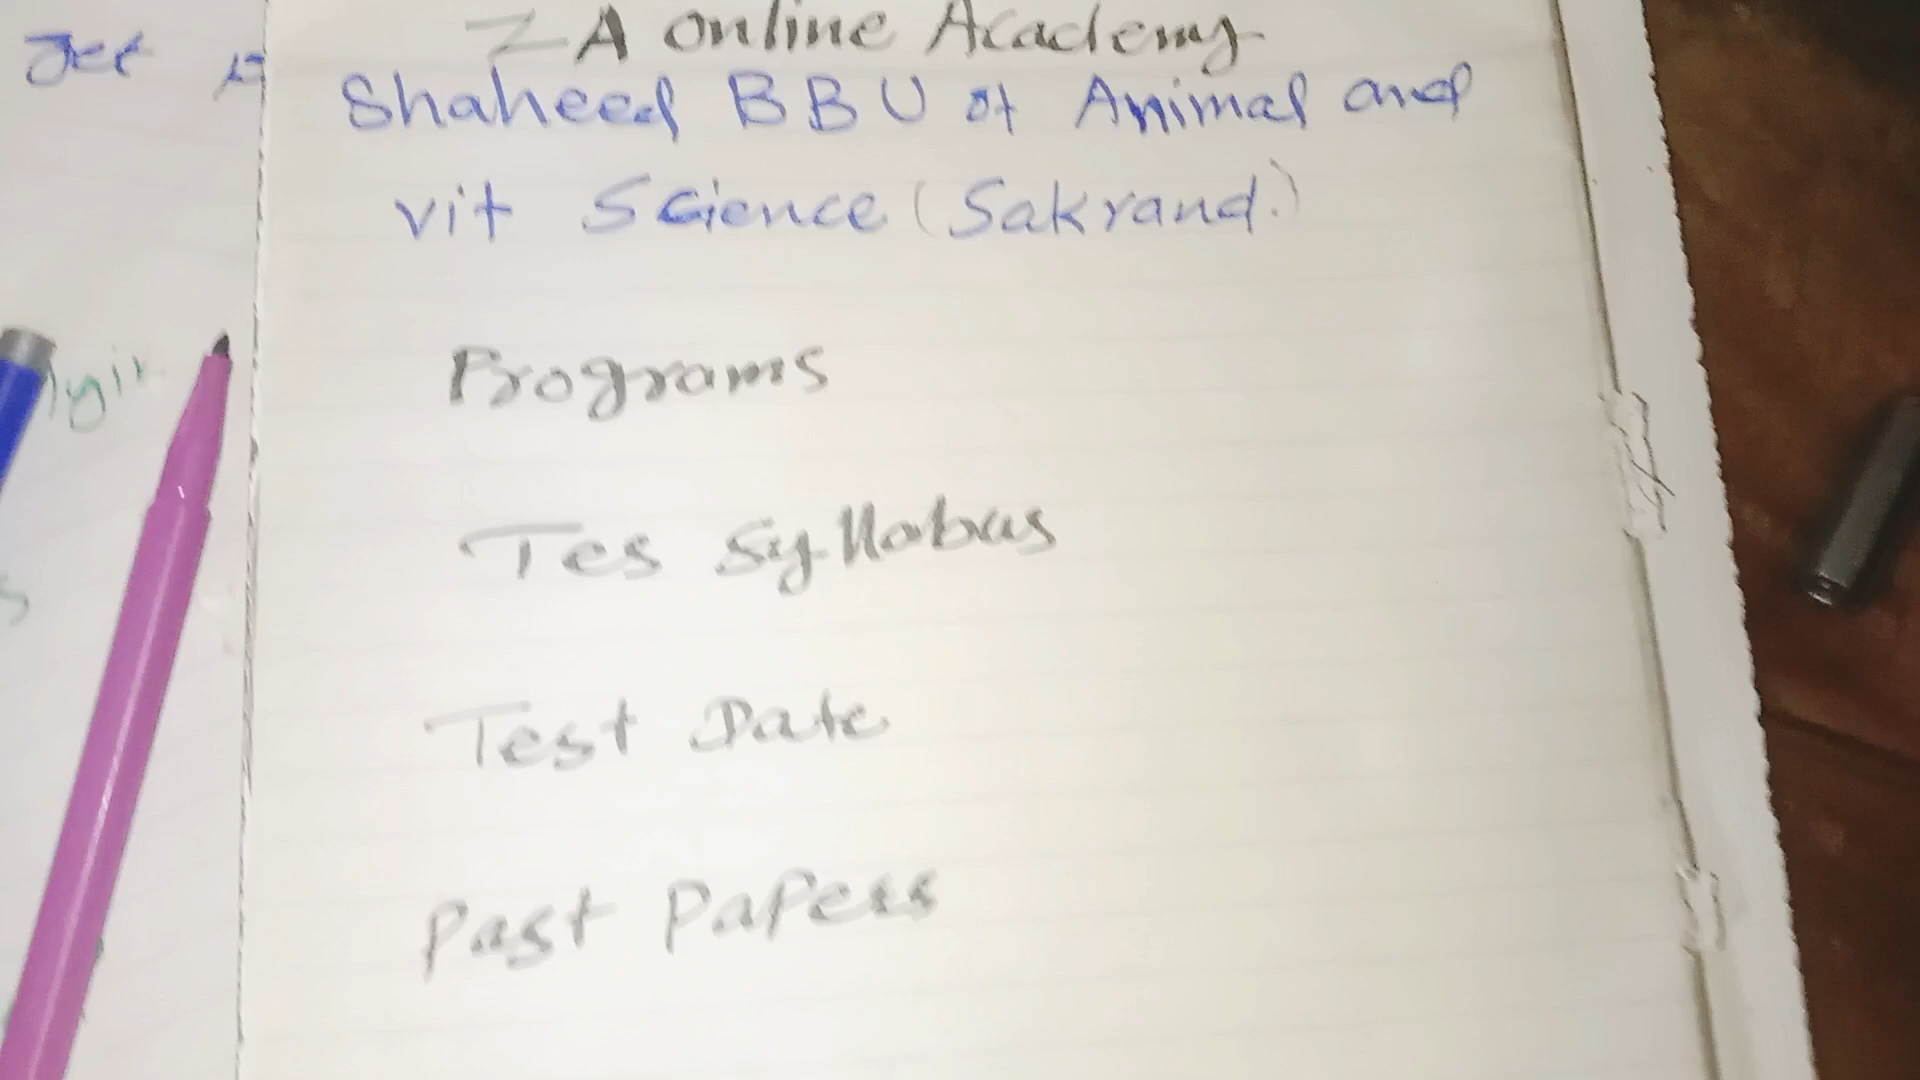 ZA Online Academy
Shaheed BBU of Animal and
vit Science (Sakrand.)
Programs
Tes Syllabus
Test Date
Past Papers